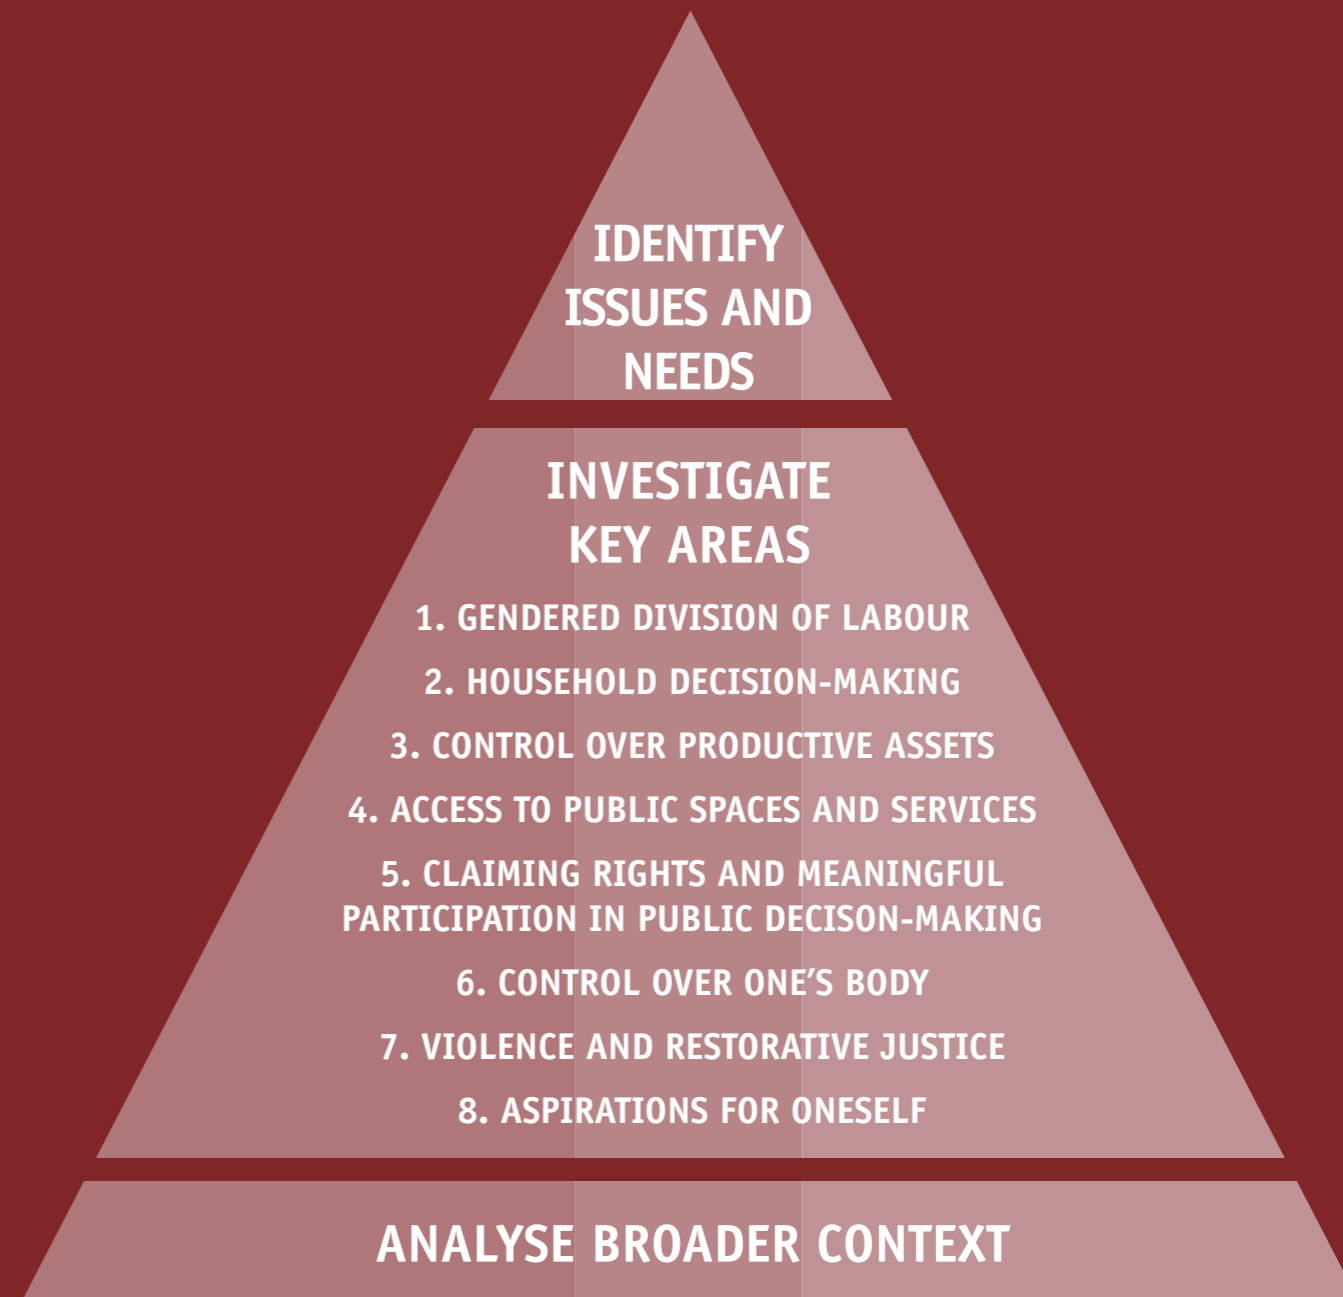 IDENTIFY
ISSUES AND
NEEDS
INVESTIGATE
KEY AREAS
1. GENDERED DIVISION OF LABOUR
2. HOUSEHOLD DECISION-MAKING
3. CONTROL OVER PRODUCTIVE ASSETS
4. ACCESS TO PUBLIC SPACES AND SERVICES
5. CLAIMING RIGHTS AND MEANINGFUL
PARTICIPATION IN PUBLIC DECISON-MAKING
6. CONTROL OVER ONE’S BODY
7. VIOLENCE AND RESTORATIVE JUSTICE
8. ASPIRATIONS FOR ONESELF
ANALYSE BROADER CONTEXT